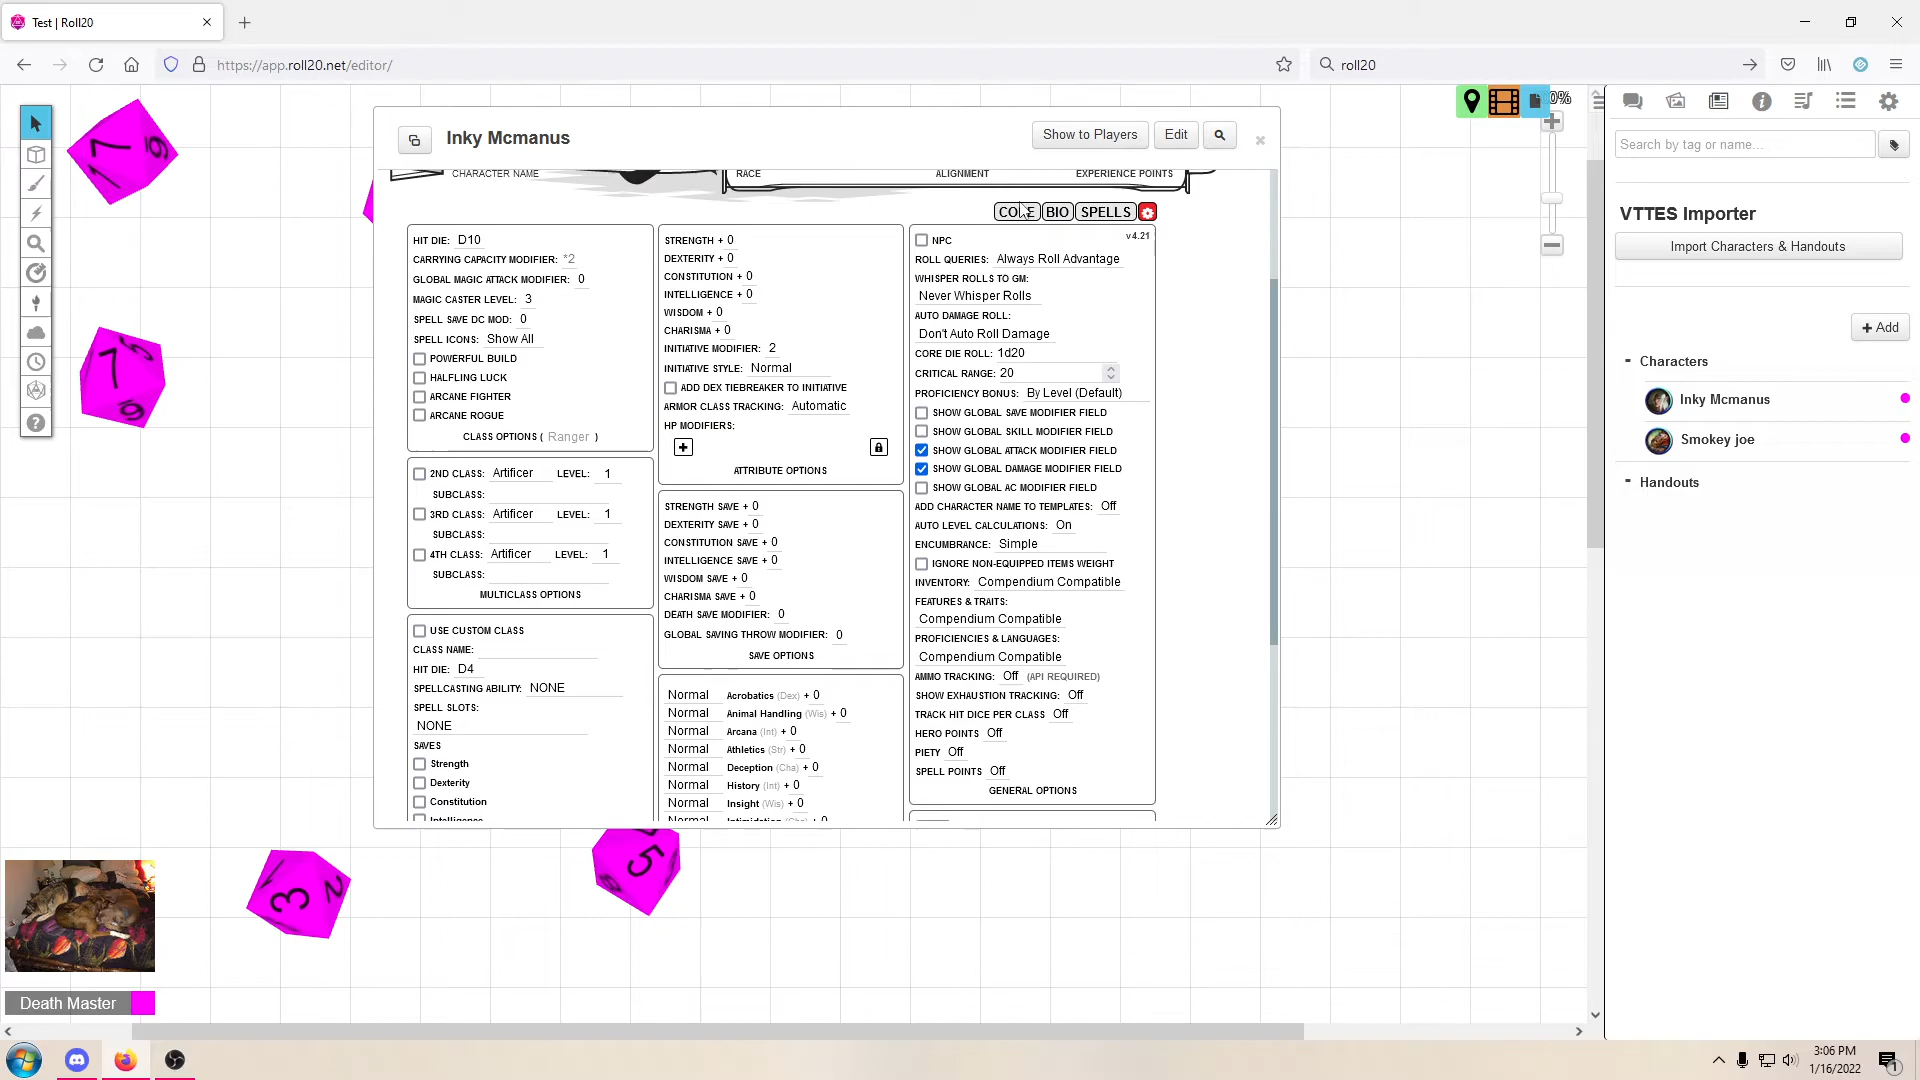 Test | Roll20
https://app.roll20.net/editor/
roll20
Inky Mcmanus
Show to Players
Edit
CHARACTER NAME
RACE
ALIGNMENT
EXPERIENCE POINTS
CORE
BIO
SPELLS
HIT DIE: D10
CARRYING CAPACITY MODIFIER: *2
GLOBAL MAGIC ATTACK MODIFIER: 0
MAGIC CASTER LEVEL: 3
SPELL SAVE DC MOD: 0
SPELL ICONS: Show All
POWERFUL BUILD
HALFLING LUCK
ARCANE FIGHTER
ARCANE ROGUE
CLASS OPTIONS ( Ranger )
2ND CLASS: Artificer LEVEL: 1
SUBCLASS:
3RD CLASS: Artificer LEVEL: 1
SUBCLASS:
4TH CLASS: Artificer LEVEL: 1
SUBCLASS:
MULTICLASS OPTIONS
USE CUSTOM CLASS
CLASS NAME:
HIT DIE: D4
SPELLCASTING ABILITY: NONE
SPELL SLOTS:
NONE
SAVES
Strength
Dexterity
Constitution
Intelligence
STRENGTH + 0
DEXTERITY + 0
CONSTITUTION + 0
INTELLIGENCE + 0
WISDOM + 0
CHARISMA + 0
INITIATIVE MODIFIER: 2
INITIATIVE STYLE: Normal
ADD DEX TIEBREAKER TO INITIATIVE
ARMOR CLASS TRACKING: Automatic
HP MODIFIERS:
ATTRIBUTE OPTIONS
STRENGTH SAVE + 0
DEXTERITY SAVE + 0
CONSTITUTION SAVE + 0
INTELLIGENCE SAVE + 0
WISDOM SAVE + 0
CHARISMA SAVE + 0
DEATH SAVE MODIFIER: 0
GLOBAL SAVING THROW MODIFIER: 0
SAVE OPTIONS
Normal Acrobatics (Dex) + 0
Normal Animal Handling (Wis) + 0
Normal Arcana (Int) + 0
Normal Athletics (Str) + 0
Normal Deception (Cha) + 0
Normal History (Int) + 0
Normal Insight (Wis) + 0
Normal Intimidation (Cha) + 0
NPC
v4.21
ROLL QUERIES: Always Roll Advantage
WHISPER ROLLS TO GM:
Never Whisper Rolls
AUTO DAMAGE ROLL:
Don't Auto Roll Damage
CORE DIE ROLL: 1d20
CRITICAL RANGE: 20
PROFICIENCY BONUS: By Level (Default)
SHOW GLOBAL SAVE MODIFIER FIELD
SHOW GLOBAL SKILL MODIFIER FIELD
SHOW GLOBAL ATTACK MODIFIER FIELD
SHOW GLOBAL DAMAGE MODIFIER FIELD
SHOW GLOBAL AC MODIFIER FIELD
ADD CHARACTER NAME TO TEMPLATES: Off
AUTO LEVEL CALCULATIONS: On
ENCUMBRANCE: Simple
IGNORE NON-EQUIPPED ITEMS WEIGHT
INVENTORY: Compendium Compatible
FEATURES & TRAITS:
Compendium Compatible
PROFICIENCIES & LANGUAGES:
Compendium Compatible
AMMO TRACKING: Off (API REQUIRED)
SHOW EXHAUSTION TRACKING: Off
TRACK HIT DICE PER CLASS Off
HERO POINTS Off
PIETY Off
SPELL POINTS Off
GENERAL OPTIONS
17
7
3
2
5
Death Master
0%
Search by tag or name...
VTTES Importer
Import Characters & Handouts
+ Add
Characters
Inky Mcmanus
Smokey joe
Handouts
3:06 PM
1/16/2022
1